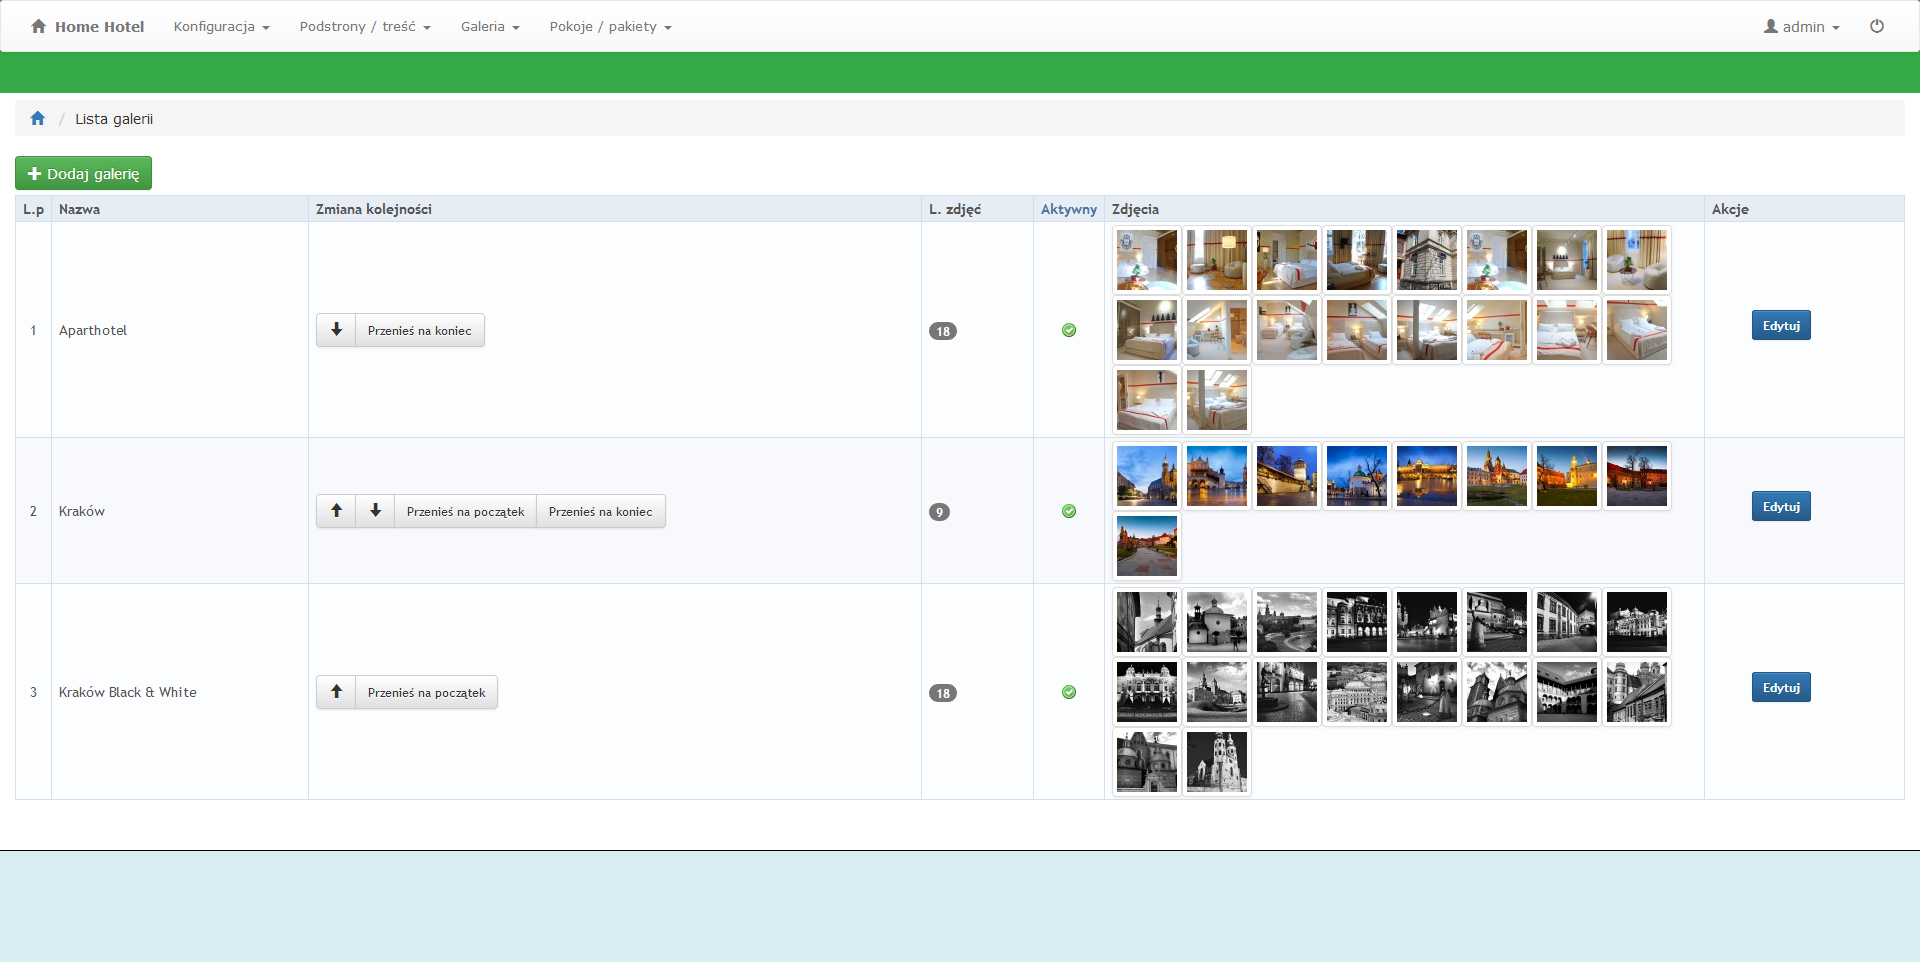 Home Hotel Konfiguracja Podstrony / treść Galeria Pokoje / pakiety admin
/ Lista galerii
Dodaj galerię
L.p Nazwa Zmiana kolejności L. zdjęć Aktywny Zdjęcia Akcje
1 Aparthotel Przenieś na koniec 18 Edytuj
2 Kraków Przenieś na początek Przenieś na koniec 9 Edytuj
3 Kraków Black & White Przenieś na początek 18 Edytuj